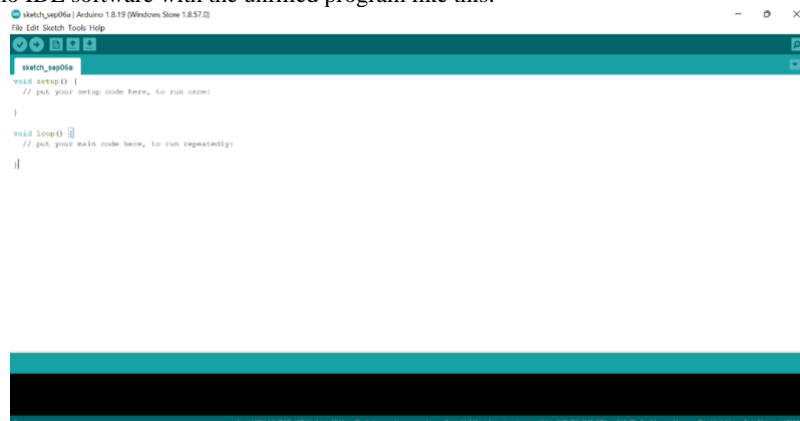 IDE software with the unified program like this.
sketch_sep06a | Arduino 1.8.19 (Windows Store 1.8.57.0)
File Edit Sketch Tools Help
sketch_sep06a
void setup() {
// put your setup code here, to run once:
}
void loop() {
// put your main code here, to run repeatedly:
}